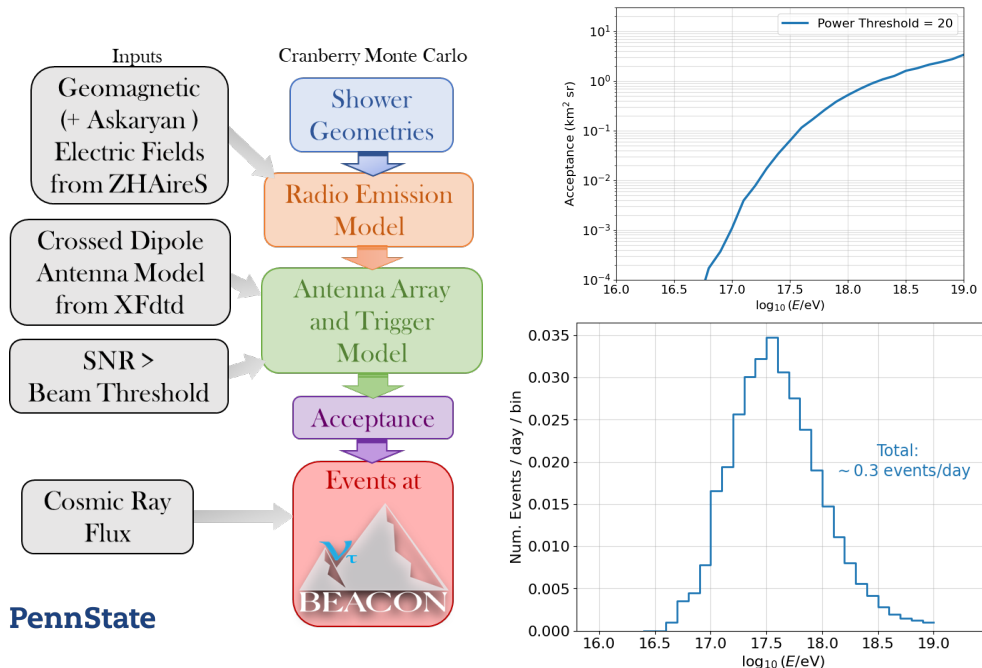 Inputs
Geomagnetic
(+ Askaryan )
Electric Fields
from ZHAireS
Crossed Dipole
Antenna Model
from XFdtd
SNR >
Beam Threshold
Cosmic Ray
Flux
Cranberry Monte Carlo
Shower
Geometries
Radio Emission
Model
Antenna Array
and Trigger
Model
Acceptance
Events at
ντ
BEACON
PennState
Power Threshold = 20
Acceptance (km² sr)
10¹
10⁰
10⁻¹
10⁻²
10⁻³
10⁻⁴
16.0 16.5 17.0 17.5 18.0 18.5 19.0
log₁₀(E/eV)
Num. Events / day / bin
0.035
0.030
0.025
0.020
0.015
0.010
0.005
0.000
Total:
~ 0.3 events/day
16.0 16.5 17.0 17.5 18.0 18.5 19.0
log₁₀(E/eV)